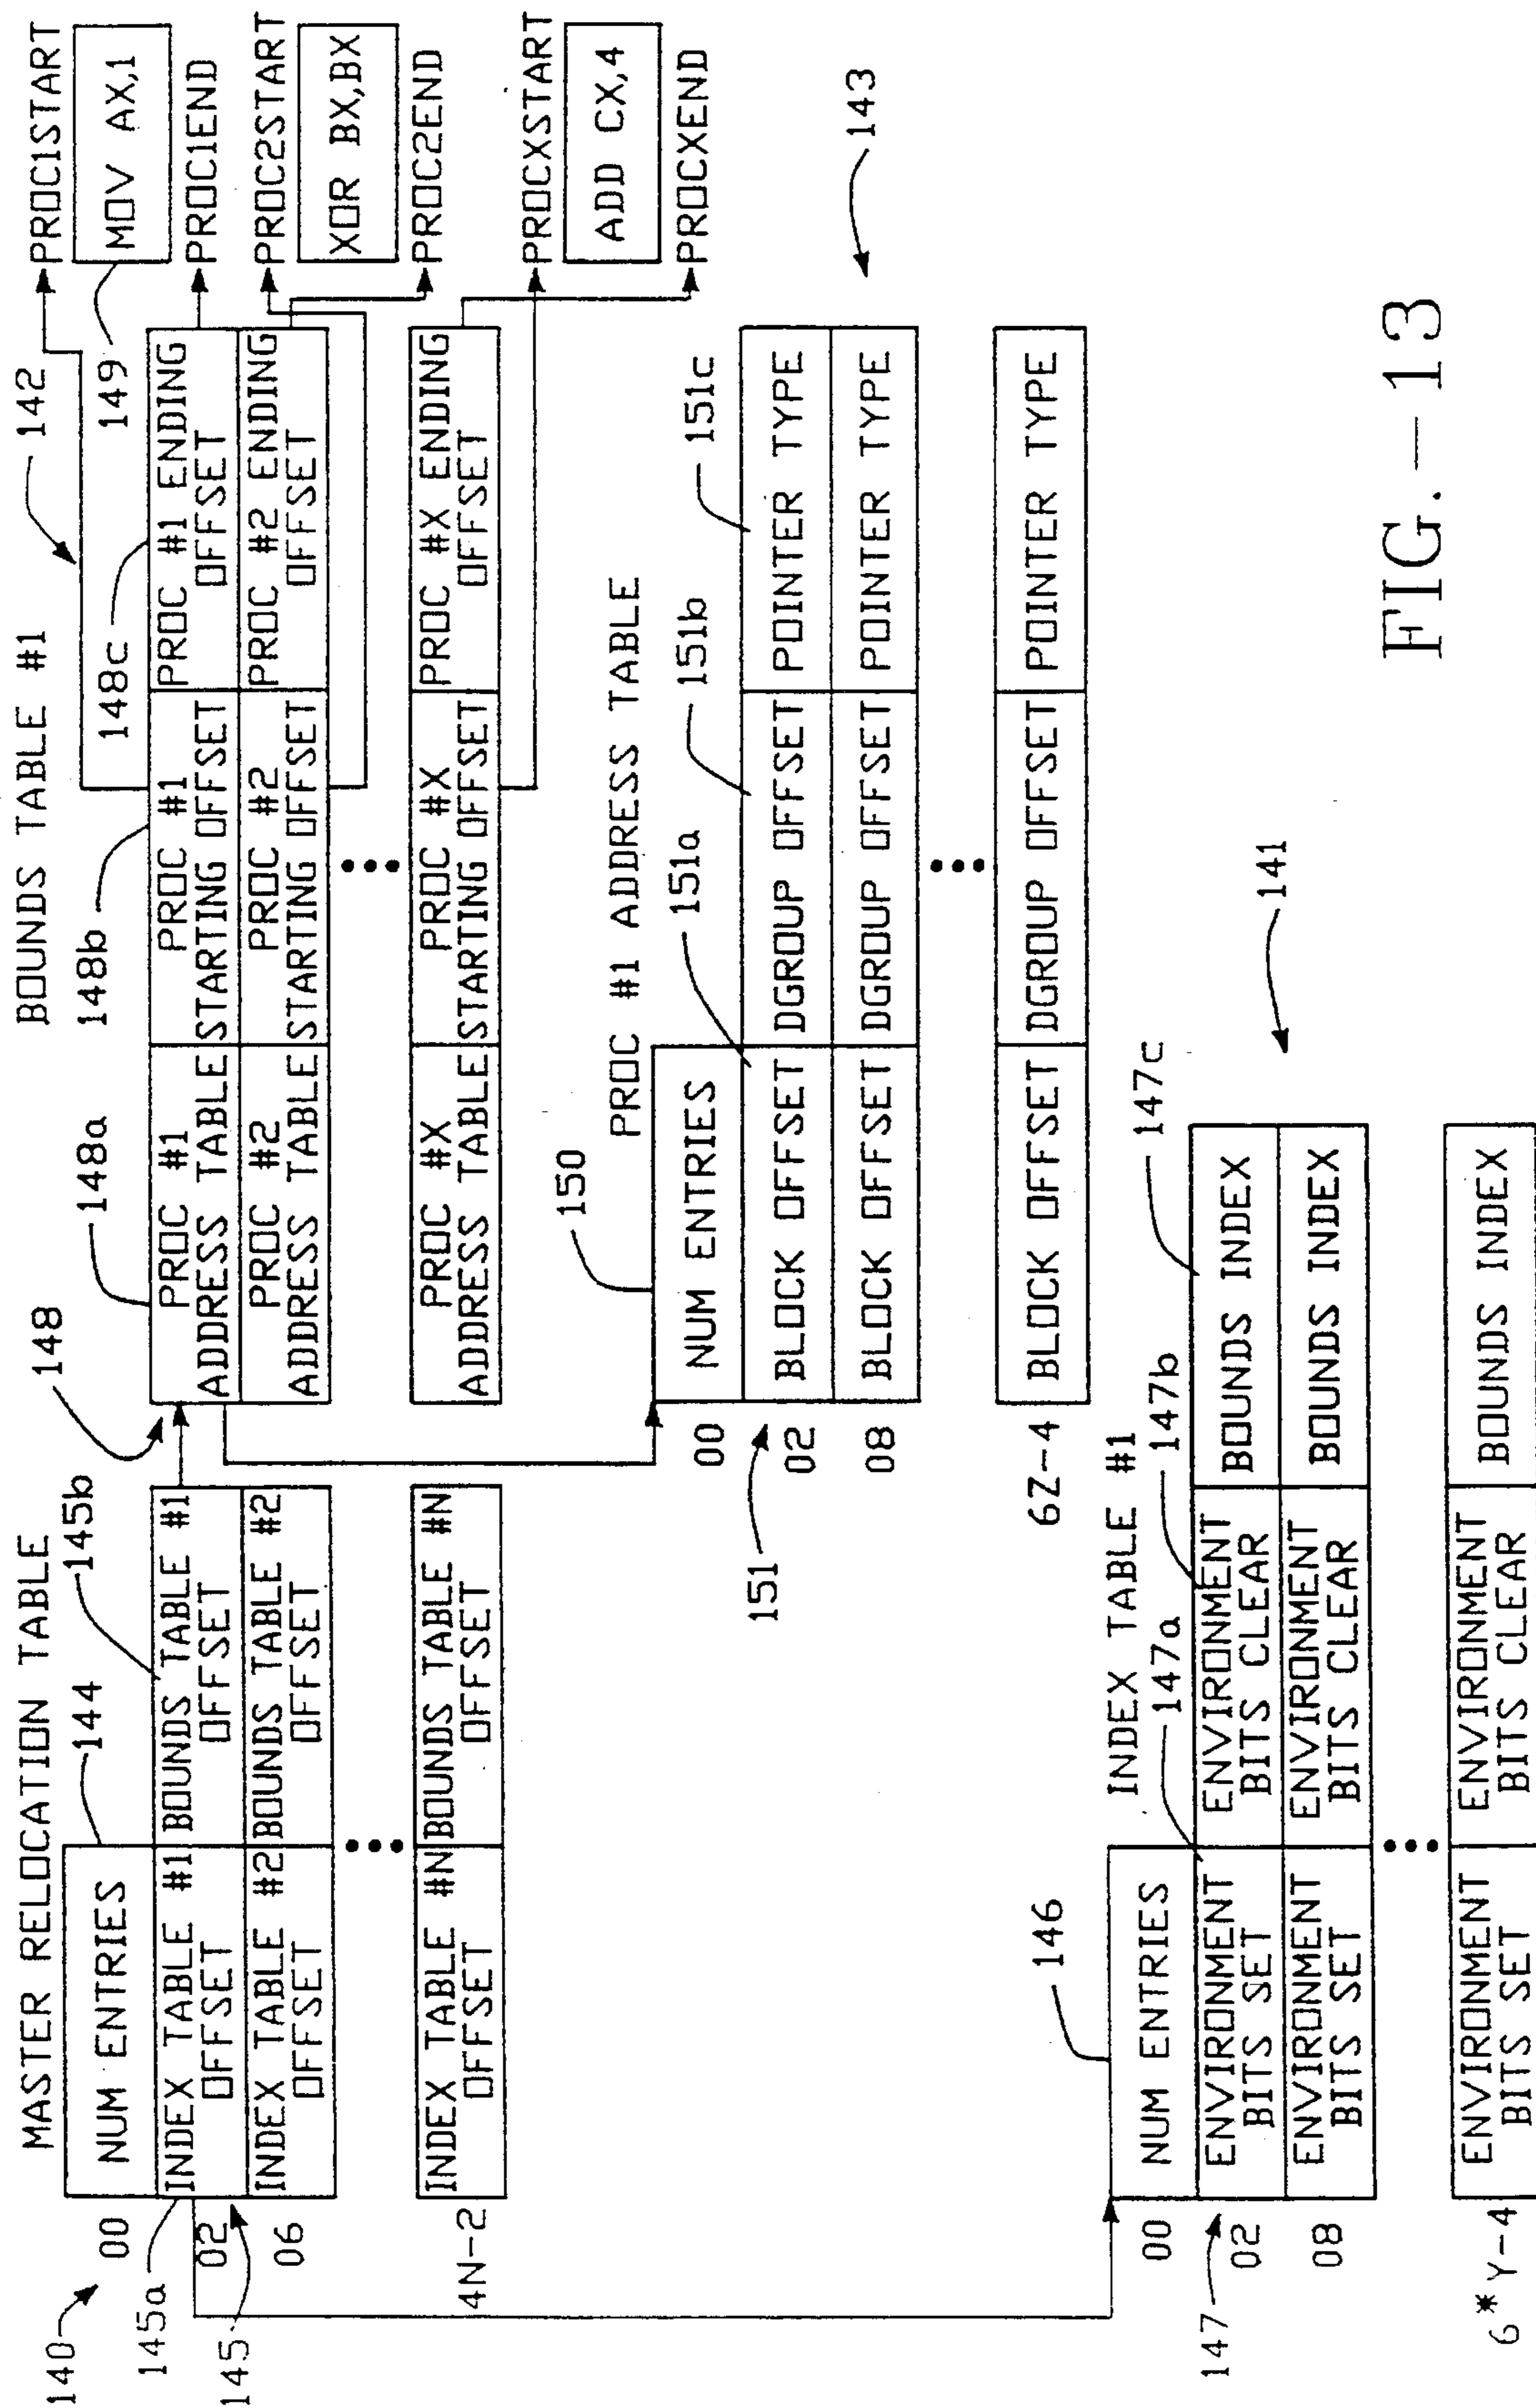 MASTER RELOCATION TABLE
140
144
00
NUM ENTRIES
145a
145b
02
INDEX TABLE #1
OFFSET
BOUNDS TABLE #1
OFFSET
145
06
INDEX TABLE #2
OFFSET
BOUNDS TABLE #2
OFFSET
4N-2
INDEX TABLE #N
OFFSET
BOUNDS TABLE #N
OFFSET
BOUNDS TABLE #1
142
148
148a
148b
148c
PROC #1
ADDRESS TABLE
PROC #1
STARTING OFFSET
PROC #1 ENDING
OFFSET
PROC #2
ADDRESS TABLE
PROC #2
STARTING OFFSET
PROC #2 ENDING
OFFSET
PROC #X
ADDRESS TABLE
PROC #X
STARTING OFFSET
PROC #X ENDING
OFFSET
149
PROC1START
MOV AX,1
PROC1END
PROC2START
XOR BX,BX
PROC2END
PROCXSTART
ADD CX,4
PROCXEND
PROC #1 ADDRESS TABLE
143
150
151a
151b
151c
00
NUM ENTRIES
151
02
BLOCK OFFSET
DGROUP OFFSET
POINTER TYPE
08
BLOCK OFFSET
DGROUP OFFSET
POINTER TYPE
6Z-4
BLOCK OFFSET
DGROUP OFFSET
POINTER TYPE
INDEX TABLE #1
141
146
147a
147b
147c
00
NUM ENTRIES
147
02
ENVIRONMENT
BITS SET
ENVIRONMENT
BITS CLEAR
BOUNDS INDEX
08
ENVIRONMENT
BITS SET
ENVIRONMENT
BITS CLEAR
BOUNDS INDEX
6*Y-4
ENVIRONMENT
BITS SET
ENVIRONMENT
BITS CLEAR
BOUNDS INDEX
FIG.-13